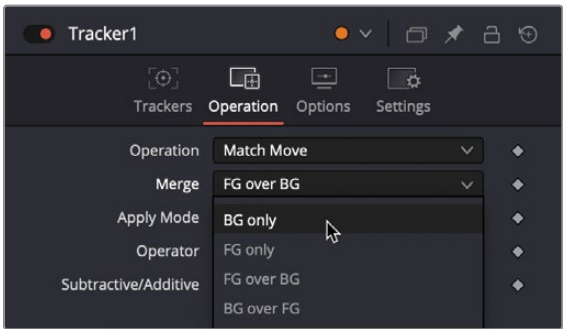 Tracker1
Trackers Operation Options Settings
Operation Match Move
Merge FG over BG
Apply Mode BG only
Operator FG only
Subtractive/Additive FG over BG
BG over FG